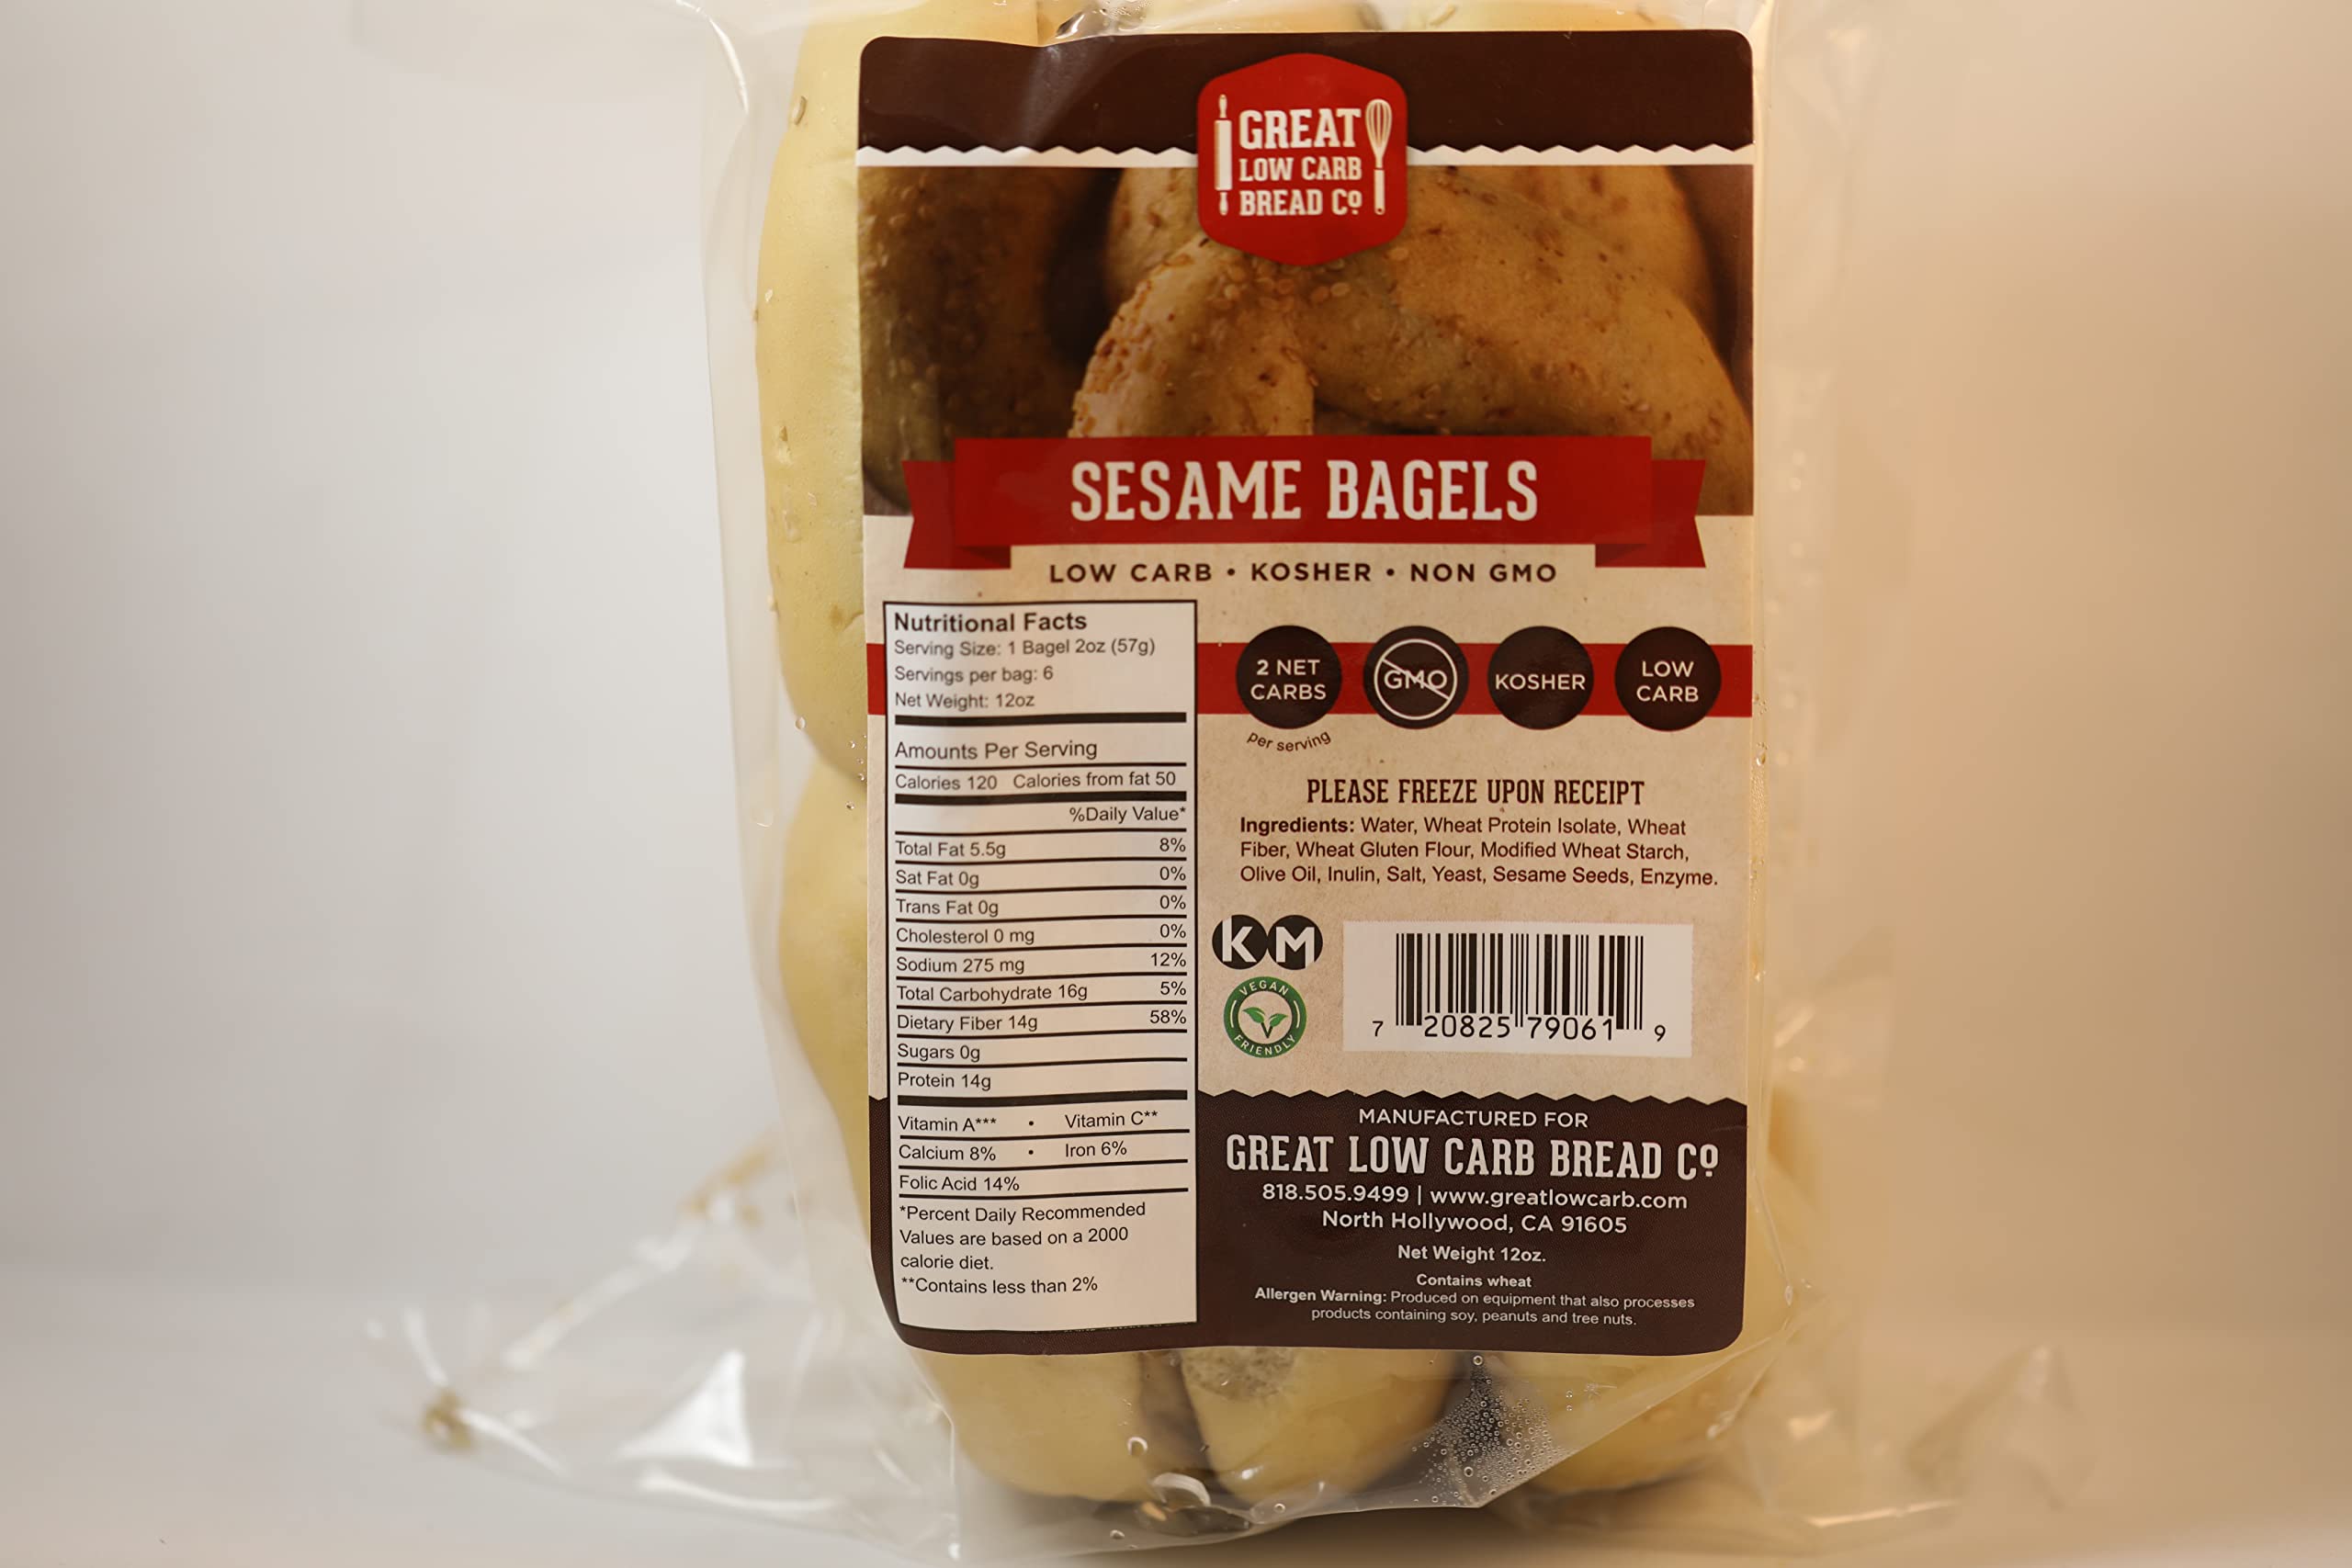 GREAT
LOW CARB
BREAD Cº
SESAME BAGELS
LOW CARB • KOSHER • NON GMO
Nutritional Facts
Serving Size: 1 Bagel 2oz (57g)
Servings per bag: 6
Net Weight: 12oz
Amounts Per Serving
Calories 120 Calories from fat 50
%Daily Value*
Total Fat 5.5g 8%
Sat Fat 0g 0%
Trans Fat 0g 0%
Cholesterol 0 mg 0%
Sodium 275 mg 12%
Total Carbohydrate 16g 5%
Dietary Fiber 14g 58%
Sugars 0g
Protein 14g
Vitamin A*** • Vitamin C**
Calcium 8% • Iron 6%
Folic Acid 14%
*Percent Daily Recommended
Values are based on a 2000
calorie diet.
**Contains less than 2%
2 NET
CARBS
per serving
GMO
KOSHER
LOW
CARB
PLEASE FREEZE UPON RECEIPT
Ingredients: Water, Wheat Protein Isolate, Wheat
Fiber, Wheat Gluten Flour, Modified Wheat Starch,
Olive Oil, Inulin, Salt, Yeast, Sesame Seeds, Enzyme.
KM
VEGAN
FRIENDLY
7 20825 79061 9
MANUFACTURED FOR
GREAT LOW CARB BREAD Cº
818.505.9499 | www.greatlowcarb.com
North Hollywood, CA 91605
Net Weight 12oz.
Contains wheat
Allergen Warning: Produced on equipment that also processes
products containing soy, peanuts and tree nuts.